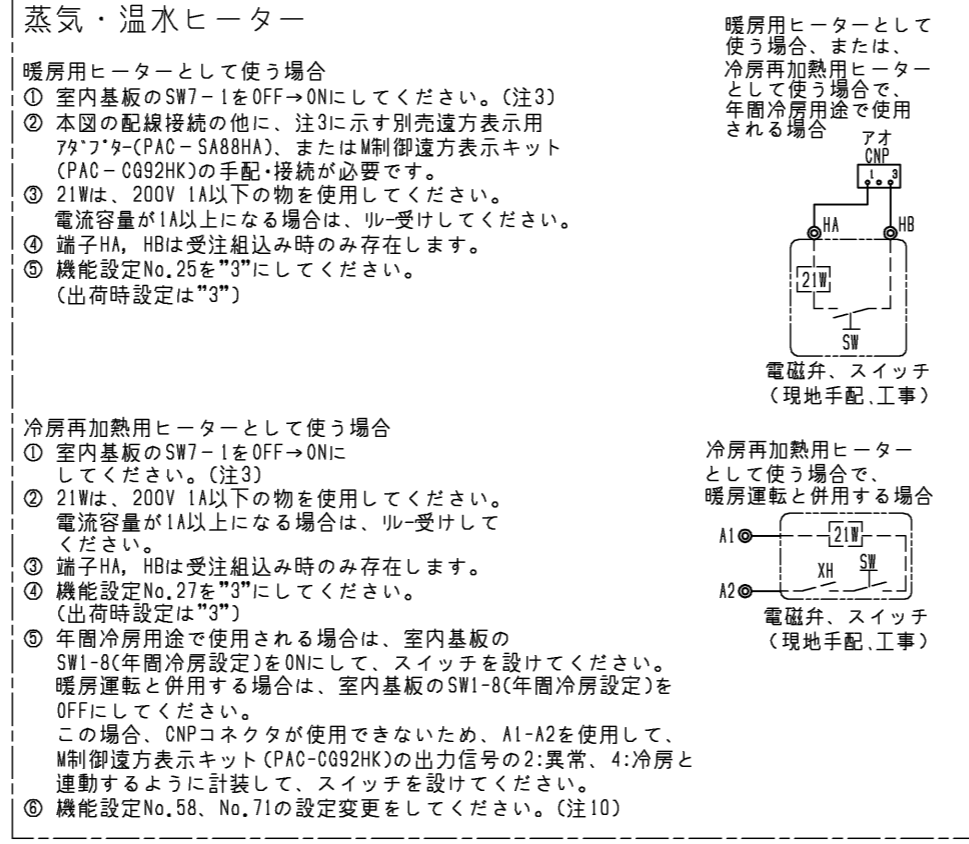 蒸気・温水ヒーター
暖房用ヒーターとして使う場合
① 室内基板のSW7-1をOFF→ONにしてください。(注3)
② 本図の配線接続の他に、注3に示す別売遠方表示用
ｱﾀﾞﾌﾟﾀｰ(PAC-SA88HA)、またはM制御遠方表示キット
(PAC-CG92HK)の手配・接続が必要です。
③ 21Wは、200V 1A以下の物を使用してください。
電流容量が1A以上になる場合は、ﾘﾚｰ受けしてください。
④ 端子HA, HBは受注組込み時のみ存在します。
⑤ 機能設定No.25を"3"にしてください。
(出荷時設定は"3")
暖房用ヒーターとして
使う場合、または、
冷房再加熱用ヒーター
として使う場合で、
年間冷房用途で使用
される場合
アオ
CNP
1 3
HA HB
21W
SW
電磁弁、スイッチ
(現地手配､工事)
冷房再加熱用ヒーターとして使う場合
① 室内基板のSW7-1をOFF→ONに
してください。(注3)
② 21Wは、200V 1A以下の物を使用してください。
電流容量が1A以上になる場合は、ﾘﾚｰ受けして
ください。
③ 端子HA, HBは受注組込み時のみ存在します。
④ 機能設定No.27を"3"にしてください。
(出荷時設定は"3")
⑤ 年間冷房用途で使用される場合は、室内基板の
SW1-8(年間冷房設定)をONにして、スイッチを設けてください。
暖房運転と併用する場合は、室内基板のSW1-8(年間冷房設定)を
OFFにしてください。
この場合、CNPコネクタが使用できないため、A1-A2を使用して、
M制御遠方表示キット(PAC-CG92HK)の出力信号の2:異常、4:冷房と
連動するように計装して、スイッチを設けてください。
⑥ 機能設定No.58、No.71の設定変更をしてください。(注10)
冷房再加熱用ヒーター
として使う場合で、
暖房運転と併用する場合
A1 21W
XH SW
A2
電磁弁、スイッチ
(現地手配､工事)